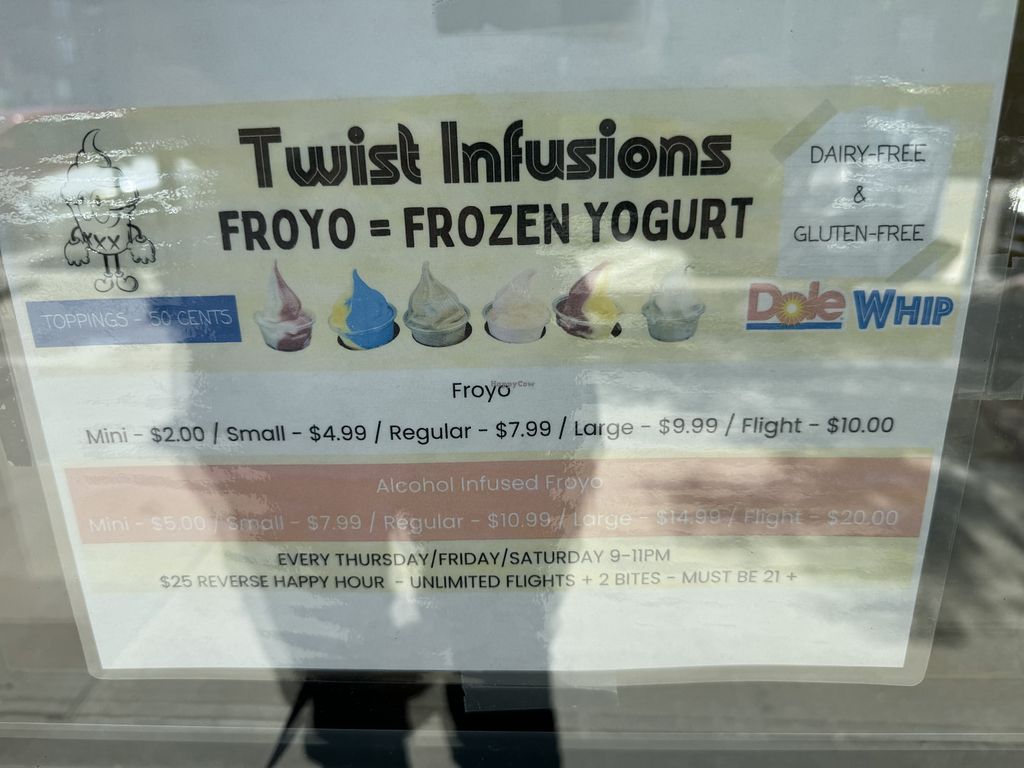 Twist Infusions
FROYO = FROZEN YOGURT
DAIRY-FREE
&
GLUTEN-FREE
TOPPINGS - 50 CENTS
Dole WHIP
Froyo
HappyCow
Mini - $2.00 / Small - $4.99 / Regular - $7.99 / Large - $9.99 / Flight - $10.00
Alcohol Infused Froyo
Mini - $5.00 / Small - $7.99 / Regular - $10.99 / Large - $14.99 / Flight - $20.00
EVERY THURSDAY/FRIDAY/SATURDAY 9-11PM
$25 REVERSE HAPPY HOUR - UNLIMITED FLIGHTS + 2 BITES - MUST BE 21 +